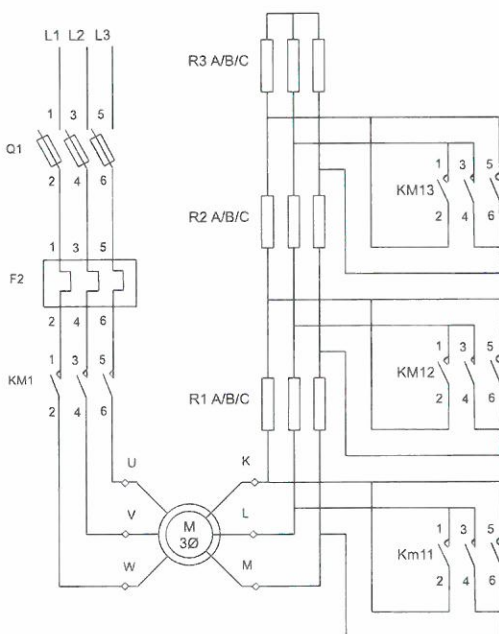 L1 L2 L3
R3 A/B/C
1 3 5
Q1
2 4 6
1 3 5
KM13
2 4 6
R2 A/B/C
1 3 5
F2
2 4 6
1 3 5
KM12
2 4 6
1 3 5
KM1
2 4 6
R1 A/B/C
U
K
V
L
M
3Ø
W
M
1 3 5
Km11
2 4 6